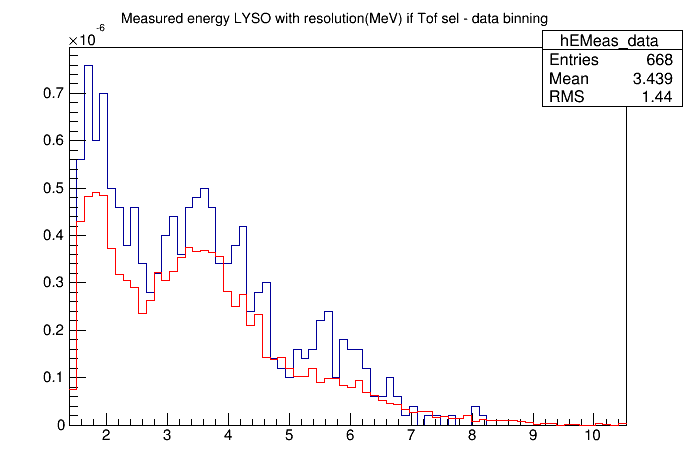 Measured energy LYSO with resolution(MeV) if Tof sel - data binning
×10-6
hEMeas_data
Entries 668
Mean 3.439
RMS 1.44
0.7
0.6
0.5
0.4
0.3
0.2
0.1
0
2 3 4 5 6 7 8 9 10